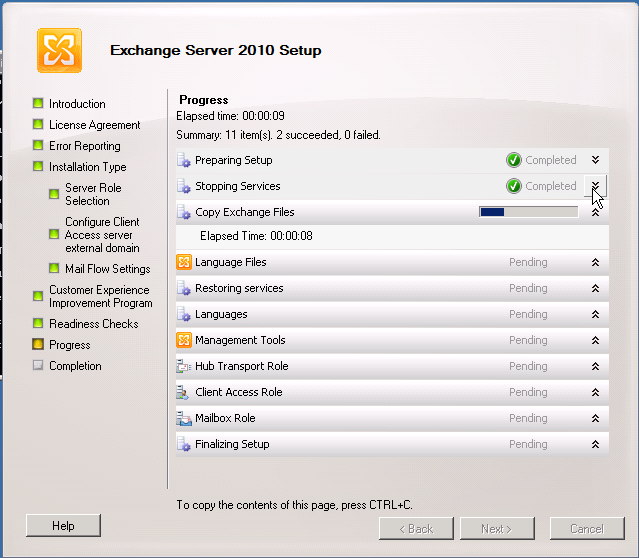 Exchange Server 2010 Setup
Introduction
License Agreement
Error Reporting
Installation Type
Server Role
Selection
Configure Client
Access server
external domain
Mail Flow Settings
Customer Experience
Improvement Program
Readiness Checks
Progress
Completion
Progress
Elapsed time: 00:00:09
Summary: 11 item(s). 2 succeeded, 0 failed.
Preparing Setup Completed
Stopping Services Completed
Copy Exchange Files
Elapsed Time: 00:00:08
Language Files Pending
Restoring services Pending
Languages Pending
Management Tools Pending
Hub Transport Role Pending
Client Access Role Pending
Mailbox Role Pending
Finalizing Setup Pending
To copy the contents of this page, press CTRL+C.
Help
< Back
Next >
Cancel